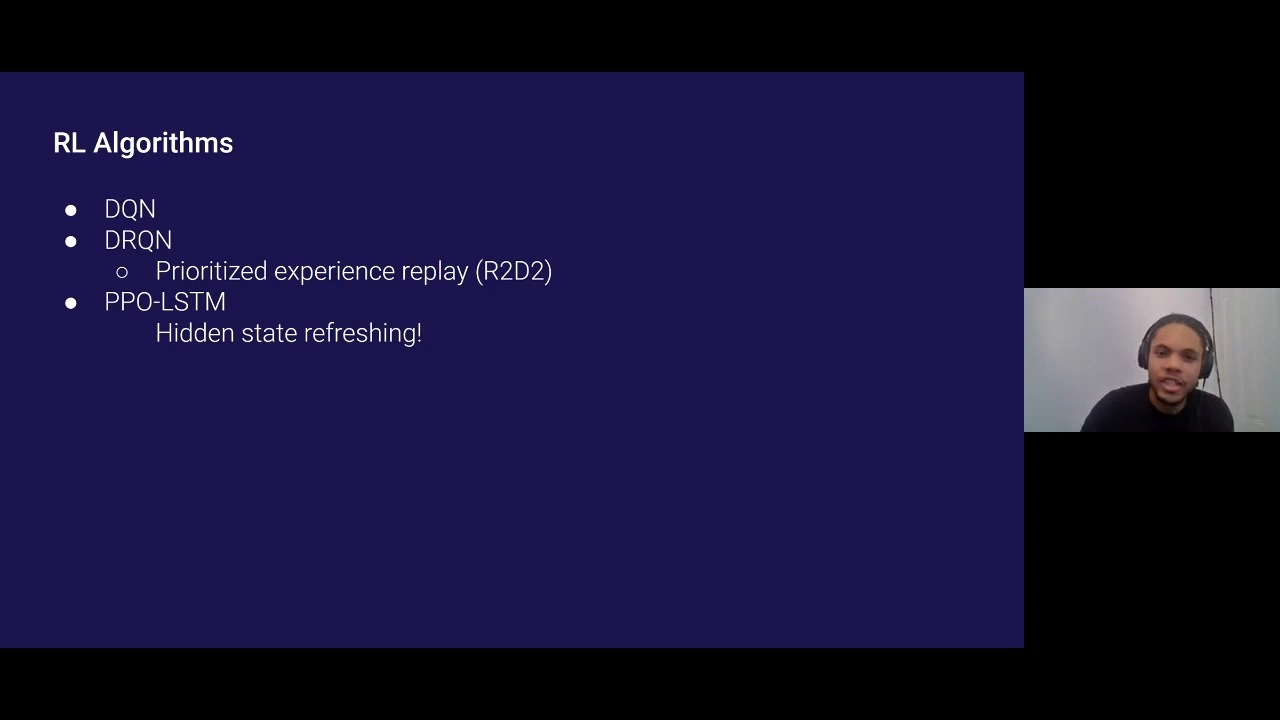 RL Algorithms
● DQN
● DRQN
○ Prioritized experience replay (R2D2)
● PPO-LSTM
Hidden state refreshing!